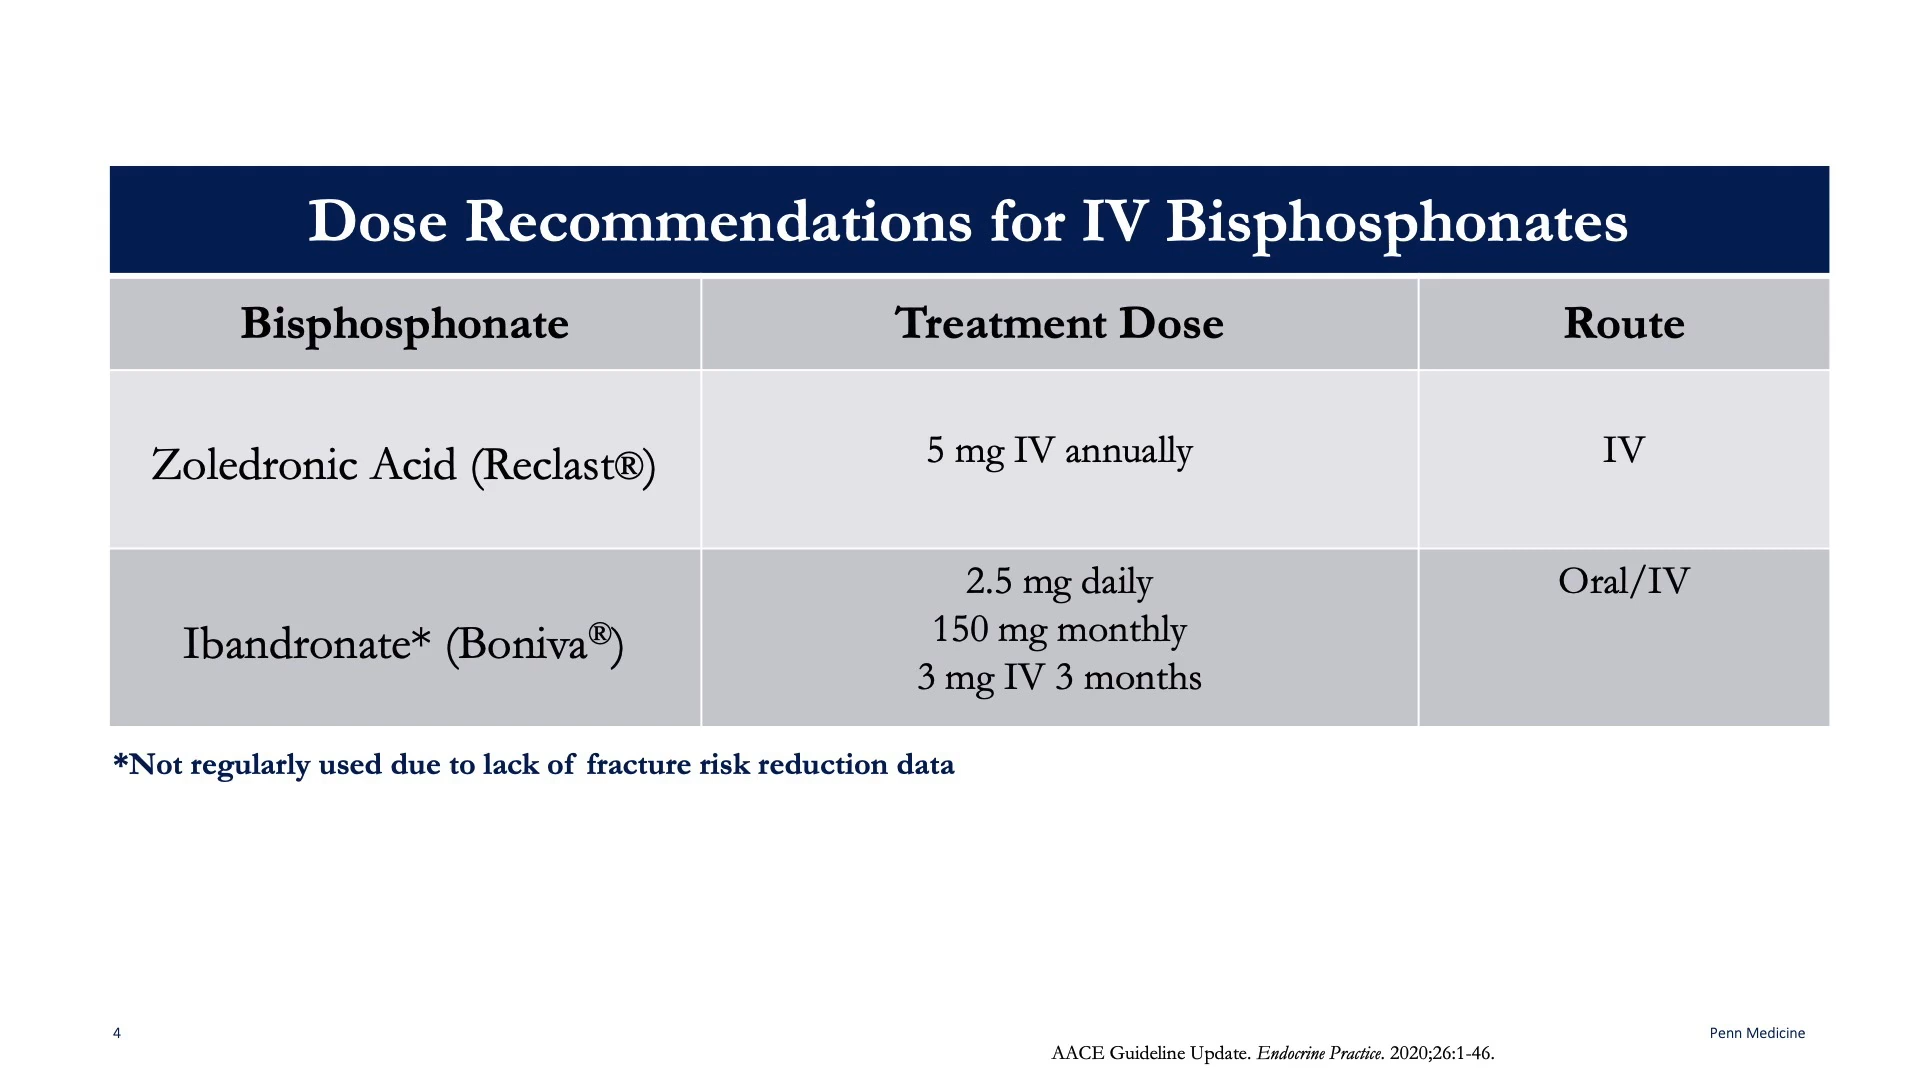 Dose Recommendations for IV Bisphosphonates
Bisphosphonate Treatment Dose Route
Zoledronic Acid (Reclast®) 5 mg IV annually IV
Ibandronate* (Boniva®) 2.5 mg daily Oral/IV
150 mg monthly
3 mg IV 3 months
*Not regularly used due to lack of fracture risk reduction data
4
Penn Medicine
AACE Guideline Update. Endocrine Practice. 2020;26:1-46.